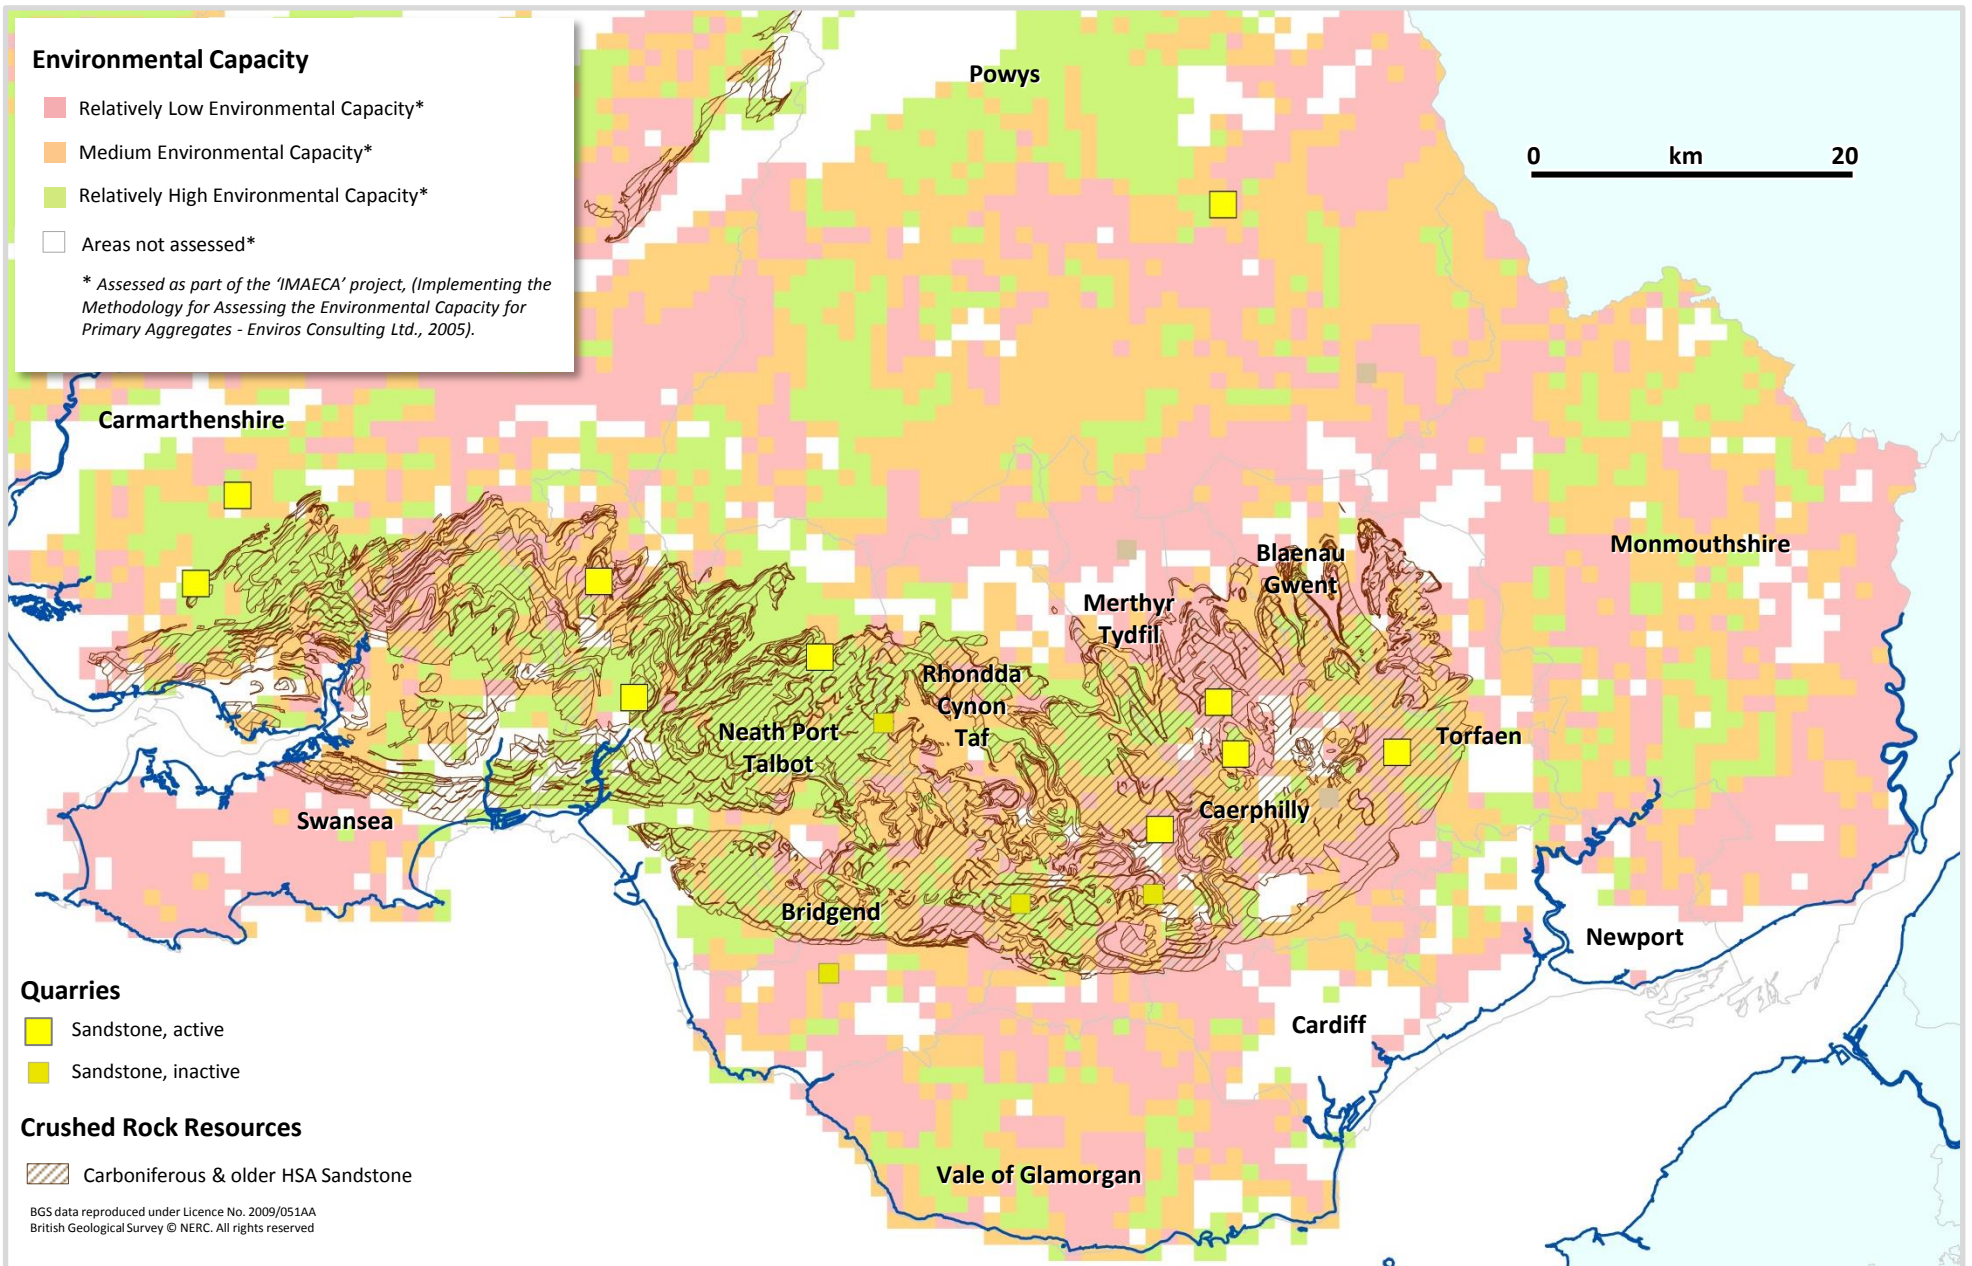 Environmental Capacity
Relatively Low Environmental Capacity*
Medium Environmental Capacity*
Relatively High Environmental Capacity*
Areas not assessed*
* Assessed as part of the ‘IMAECA’ project, (Implementing the
Methodology for Assessing the Environmental Capacity for
Primary Aggregates - Enviros Consulting Ltd., 2005).
Powys
0 km 20
Carmarthenshire
Monmouthshire
Blaenau
Gwent
Merthyr
Tydfil
Rhondda
Cynon
Taf
Neath Port
Talbot
Torfaen
Caerphilly
Swansea
Bridgend
Newport
Cardiff
Vale of Glamorgan
Quarries
Sandstone, active
Sandstone, inactive
Crushed Rock Resources
Carboniferous & older HSA Sandstone
BGS data reproduced under Licence No. 2009/051AA
British Geological Survey © NERC. All rights reserved